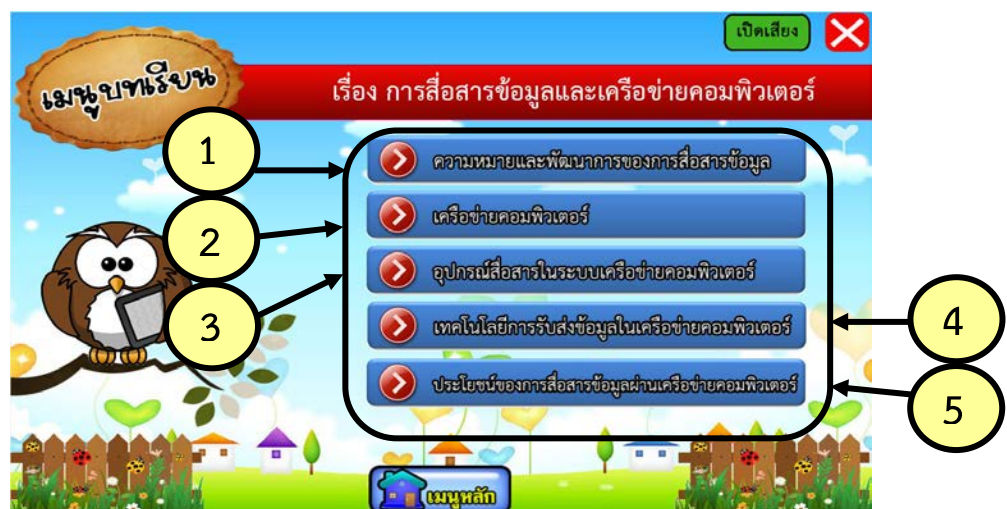 เปิดเสียง
เมนูบทเรียน
เรื่อง การสื่อสารข้อมูลและเครือข่ายคอมพิวเตอร์
1
ความหมายและพัฒนาการของการสื่อสารข้อมูล
2
เครือข่ายคอมพิวเตอร์
3
อุปกรณ์สื่อสารในระบบเครือข่ายคอมพิวเตอร์
เทคโนโลยีการรับส่งข้อมูลในเครือข่ายคอมพิวเตอร์
4
ประโยชน์ของการสื่อสารข้อมูลผ่านเครือข่ายคอมพิวเตอร์
5
เมนูหลัก